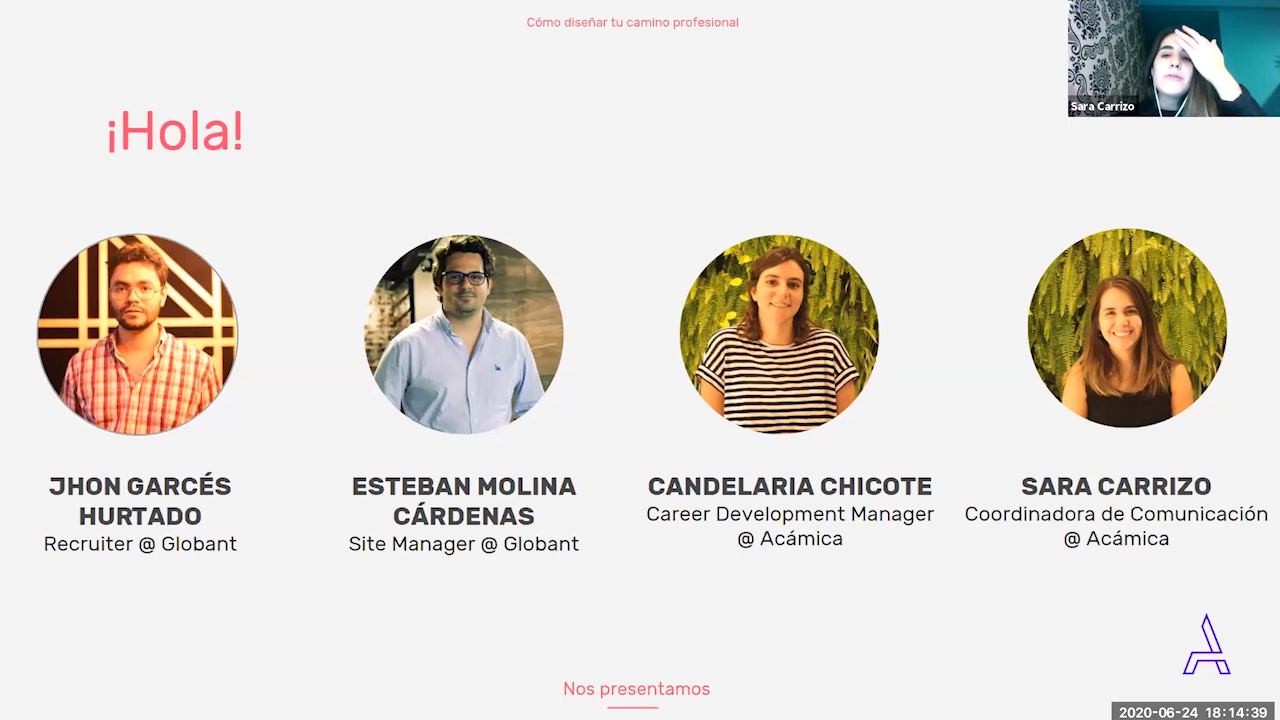 Cómo diseñar tu camino profesional
Sara Carrizo
¡Hola!
JHON GARCÉS
HURTADO
Recruiter @ Globant
ESTEBAN MOLINA
CÁRDENAS
Site Manager @ Globant
CANDELARIA CHICOTE
Career Development Manager
@ Acámica
SARA CARRIZO
Coordinadora de Comunicación
@ Acámica
Nos presentamos
2020-06-24 18:14:39